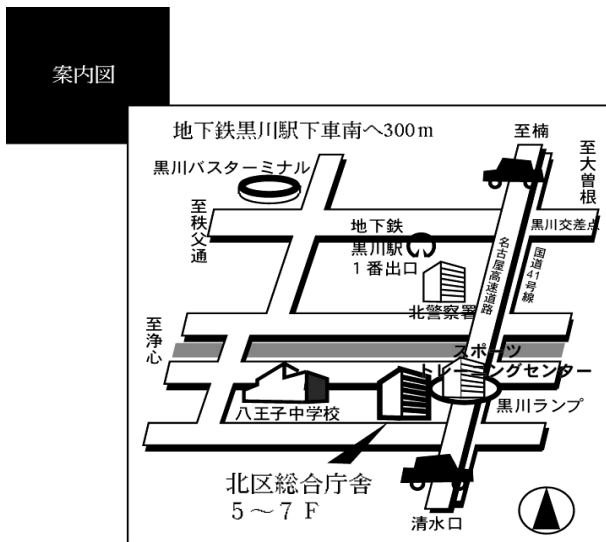 案内図
地下鉄黒川駅下車南へ300m
至楠
至大曽根
黒川バスターミナル
至秩父通
地下鉄
黒川駅
1番出口
黒川交差点
名古屋高速道路
国道41号線
北警察署
至浄心
スポーツ
トレーニングセンター
八王子中学校
黒川ランプ
北区総合庁舎
5～7F
清水口